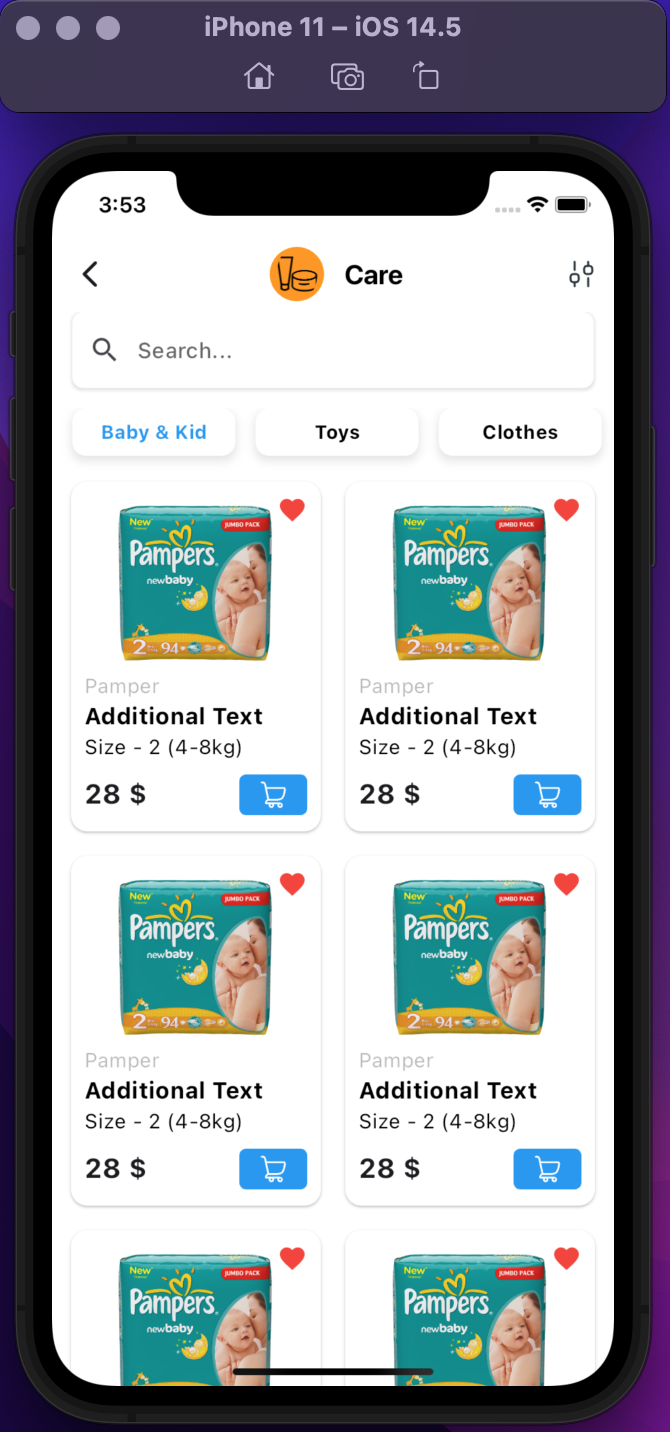 iPhone 11 – iOS 14.5
3:53
Care
Search...
Baby & Kid
Toys
Clothes
New
JUMBO PACK
Pampers
newbaby
2
94
New
JUMBO PACK
Pampers
newbaby
2
94
Pamper
Additional Text
Size - 2 (4-8kg)
28 $
Pamper
Additional Text
Size - 2 (4-8kg)
28 $
New
JUMBO PACK
Pampers
newbaby
2
94
New
JUMBO PACK
Pampers
newbaby
2
94
Pamper
Additional Text
Size - 2 (4-8kg)
28 $
Pamper
Additional Text
Size - 2 (4-8kg)
28 $
New
JUMBO PACK
Pampers
newbaby
New
JUMBO PACK
Pampers
newbaby